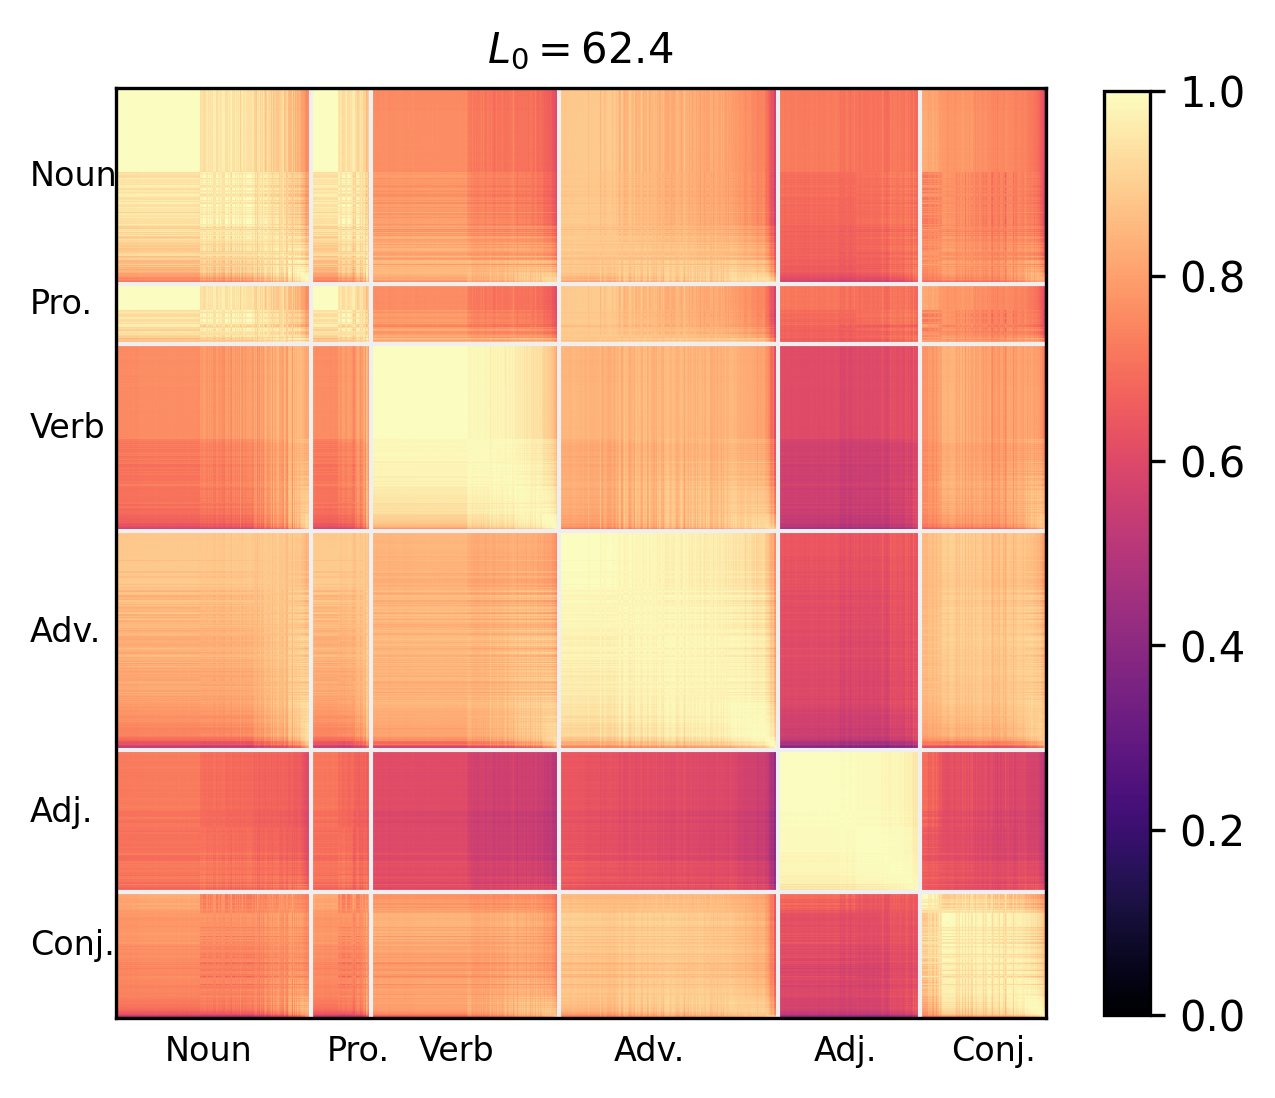 L₀ = 62.4
Noun
Pro.
Verb
Adv.
Adj.
Conj.
Noun Pro. Verb Adv. Adj. Conj.
1.0
0.8
0.6
0.4
0.2
0.0